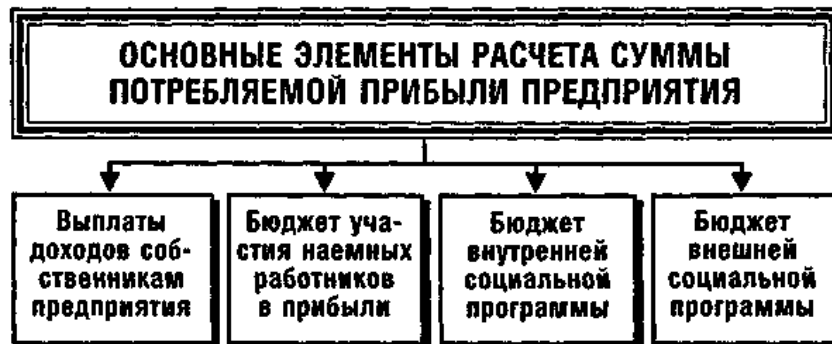 ОСНОВНЫЕ ЭЛЕМЕНТЫ РАСЧЕТА СУММЫ
ПОТРЕБЛЯЕМОЙ ПРИБЫЛИ ПРЕДПРИЯТИЯ
Выплаты
доходов соб-
ственникам
предприятия
Бюджет уча-
стия наемных
работников
в прибыли
Бюджет
внутренней
социальной
программы
Бюджет
внешней
социальной
программы